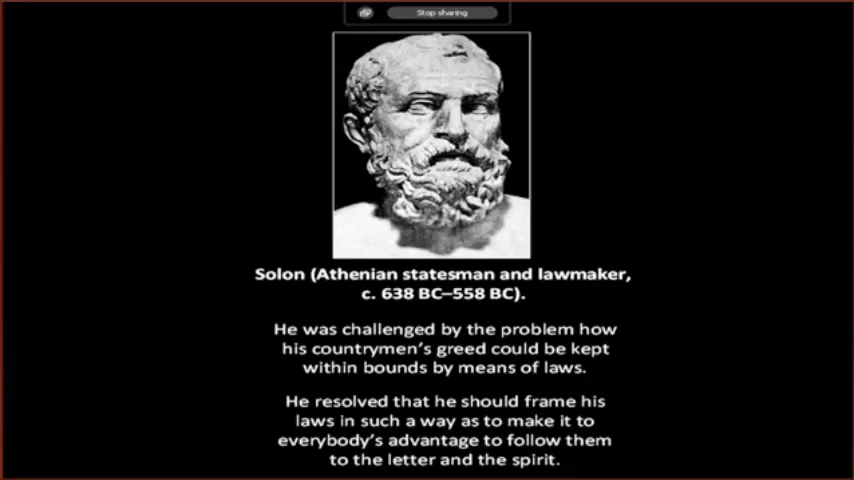 Stop sharing
Solon (Athenian statesman and lawmaker,
c. 638 BC–558 BC).
He was challenged by the problem how
his countrymen's greed could be kept
within bounds by means of laws.
He resolved that he should frame his
laws in such a way as to make it to
everybody's advantage to follow them
to the letter and the spirit.